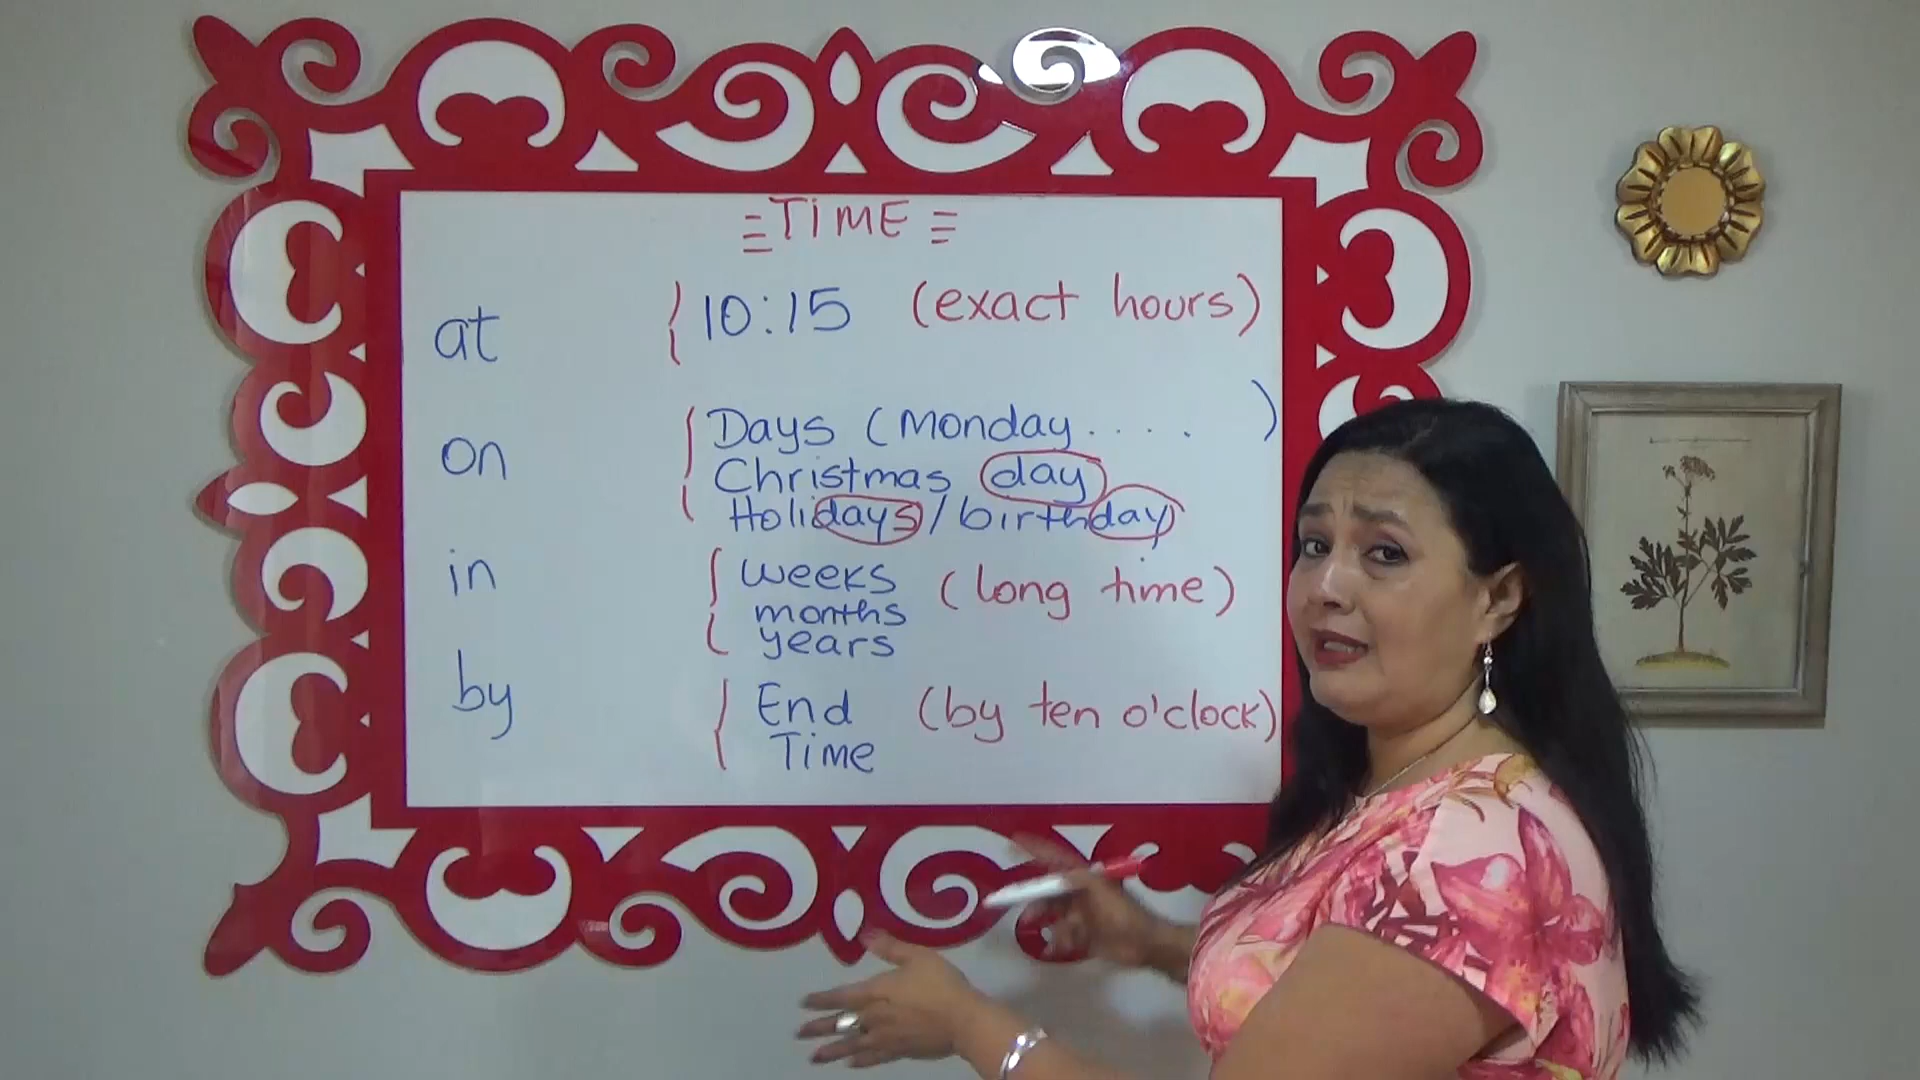 TIME
at { 10:15 (exact hours)
on { Days (Monday.... )
Christmas day
Holidays / birthday
in { weeks (long time)
months
years
by { End (by ten o'clock)
Time